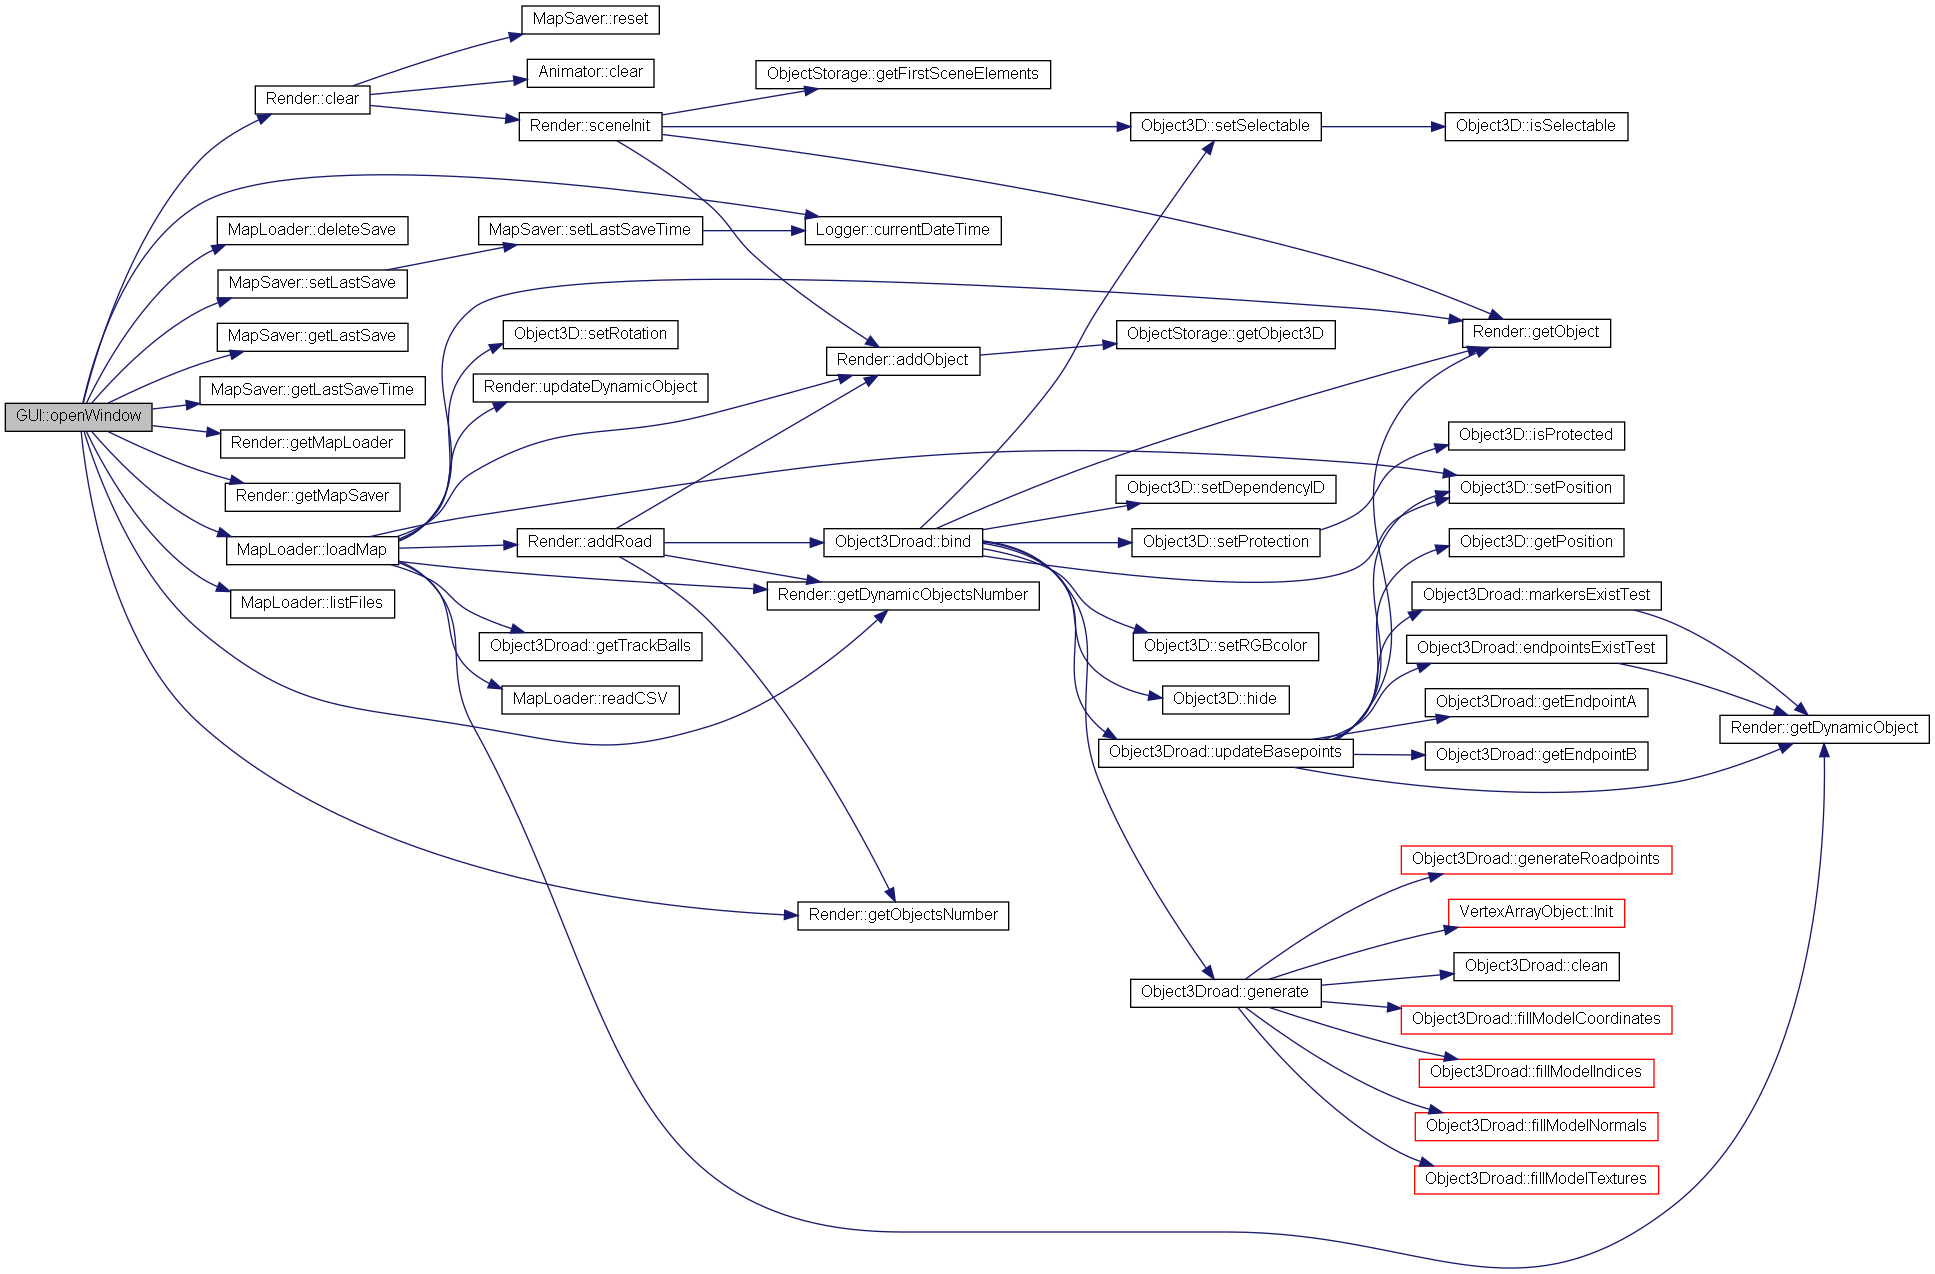 MapSaver::reset
Animator::clear
ObjectStorage::getFirstSceneElements
Render::clear
Render::sceneInit
Object3D::setSelectable
Object3D::isSelectable
MapLoader::deleteSave
MapSaver::setLastSaveTime
Logger::currentDateTime
MapSaver::setLastSave
MapSaver::getLastSave
Object3D::setRotation
ObjectStorage::getObject3D
Render::getObject
Render::addObject
MapSaver::getLastSaveTime
Render::updateDynamicObject
GUI::openWindow
Render::getMapLoader
Object3D::isProtected
Render::getMapSaver
Object3D::setDependencyID
Object3D::setPosition
MapLoader::loadMap
Render::addRoad
Object3Droad::bind
Object3D::setProtection
Object3D::getPosition
MapLoader::listFiles
Render::getDynamicObjectsNumber
Object3Droad::markersExistTest
Object3Droad::getTrackBalls
Object3D::setRGBcolor
Object3Droad::endpointsExistTest
MapLoader::readCSV
Object3D::hide
Object3Droad::getEndpointA
Render::getDynamicObject
Object3Droad::updateBasepoints
Object3Droad::getEndpointB
Object3Droad::generateRoadpoints
Render::getObjectsNumber
VertexArrayObject::Init
Object3Droad::clean
Object3Droad::generate
Object3Droad::fillModelCoordinates
Object3Droad::fillModelIndices
Object3Droad::fillModelNormals
Object3Droad::fillModelTextures